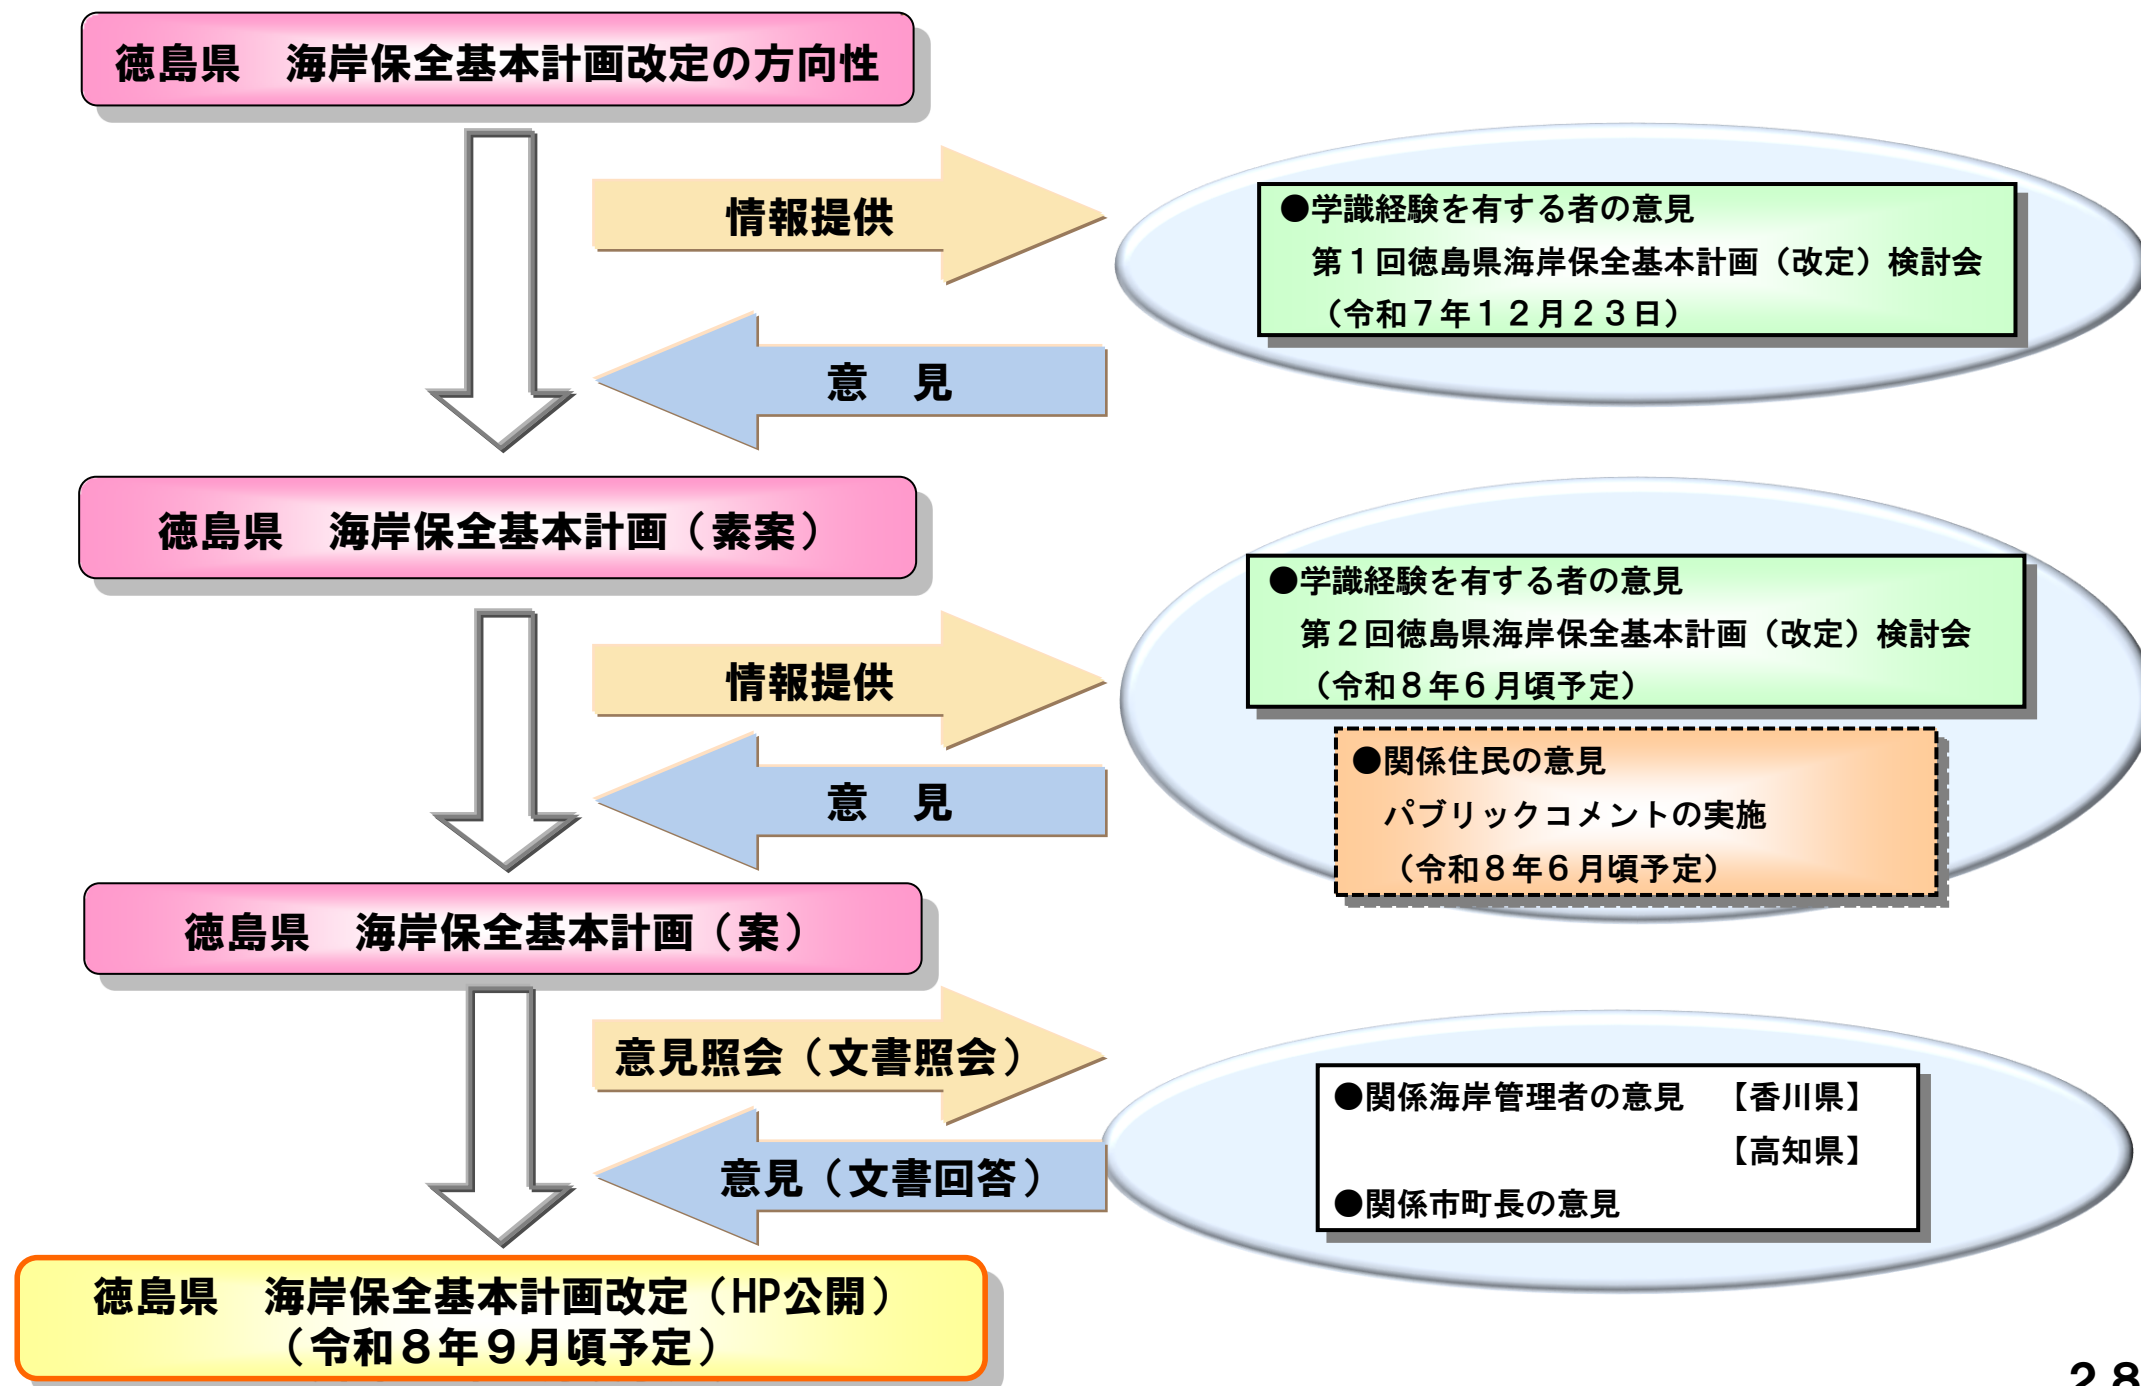 徳島県　海岸保全基本計画改定の方向性
情報提供
意　見
●学識経験を有する者の意見
第１回徳島県海岸保全基本計画（改定）検討会
（令和７年１２月２３日）
徳島県　海岸保全基本計画（素案）
情報提供
意　見
●学識経験を有する者の意見
第２回徳島県海岸保全基本計画（改定）検討会
（令和８年６月頃予定）
●関係住民の意見
パブリックコメントの実施
（令和８年６月頃予定）
徳島県　海岸保全基本計画（案）
意見照会（文書照会）
意見（文書回答）
●関係海岸管理者の意見　【香川県】
【高知県】
●関係市町長の意見
徳島県　海岸保全基本計画改定（HP公開）
（令和８年９月頃予定）
２８